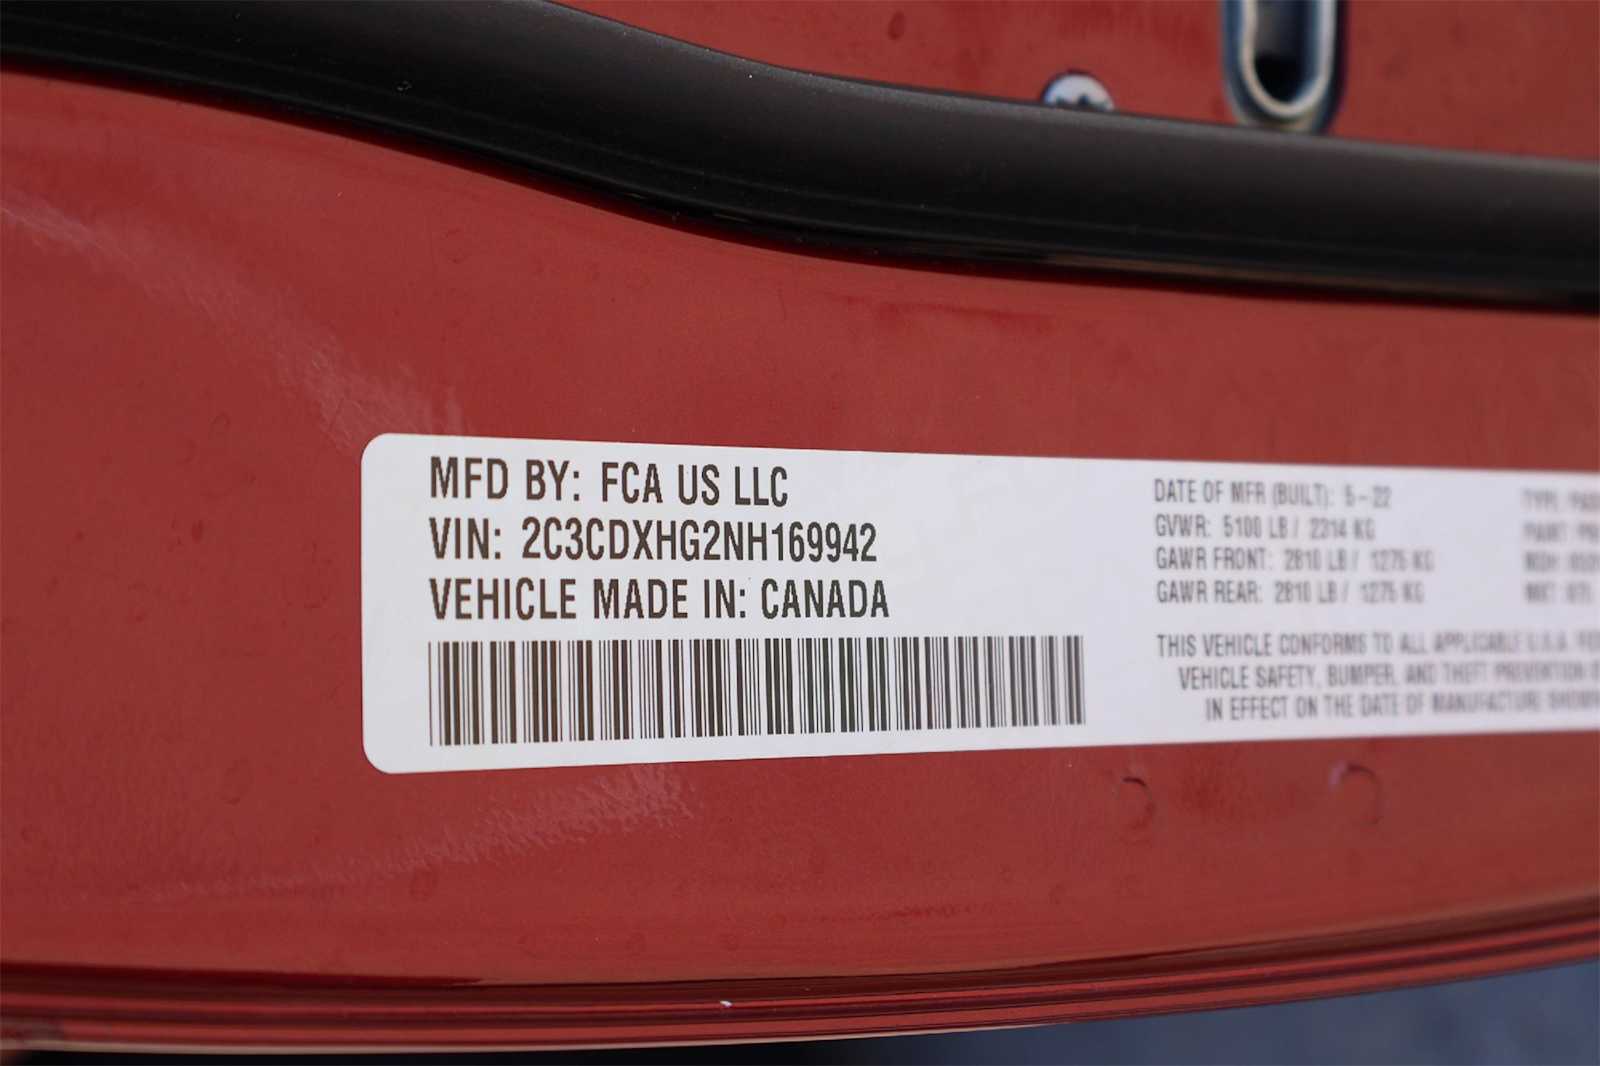 MFD BY: FCA US LLC
VIN: 2C3CDXHG2NH169942
VEHICLE MADE IN: CANADA
DATE OF MFR (BUILT): 5-22
GVWR: 5100 LB / 2314 KG
GAWR FRONT: 2810 LB / 1275 KG
GAWR REAR: 2810 LB / 1275 KG
THIS VEHICLE CONFORMS TO ALL APPLICABLE U.S.A.
VEHICLE SAFETY, BUMPER, AND THEFT PREVENTION
IN EFFECT ON THE DATE OF MANUFACTURE